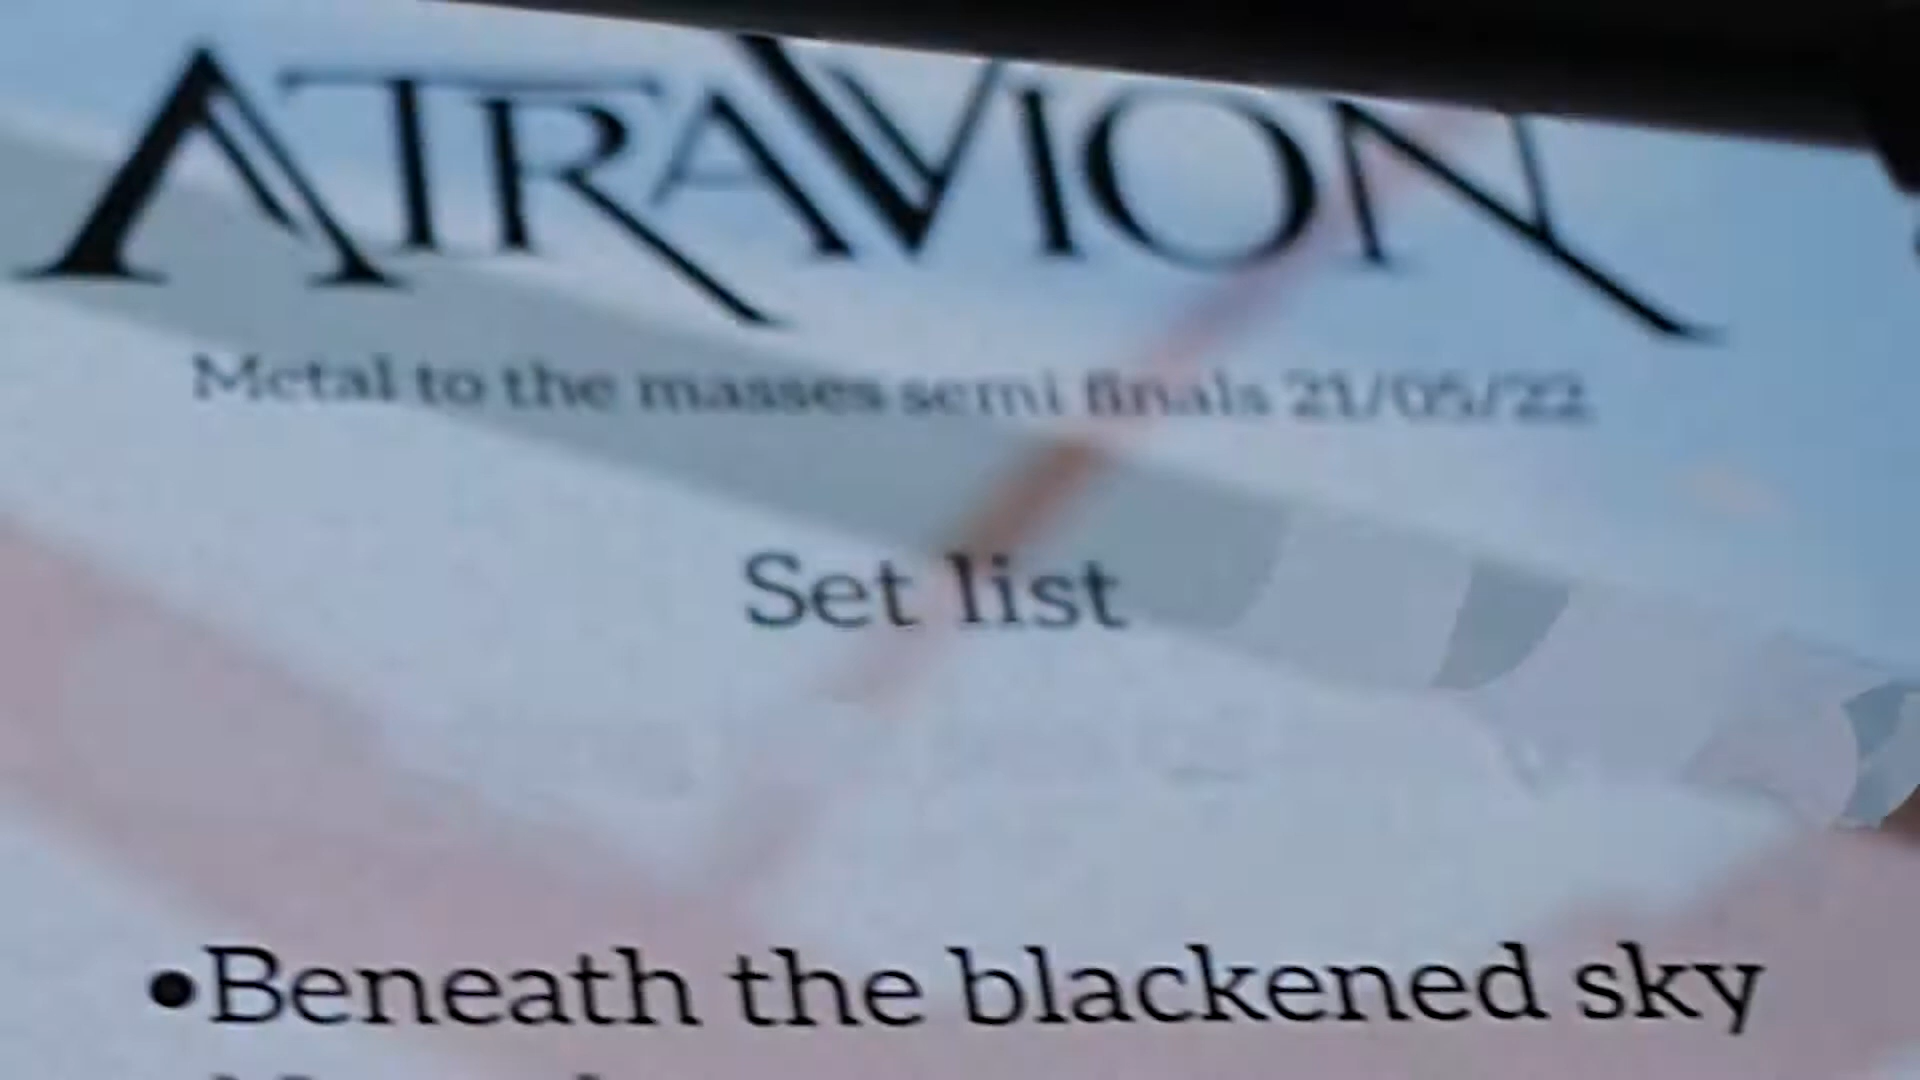 ATRAVION
Metal to the masses semi finals 21/05/22
Set list
•Beneath the blackened sky